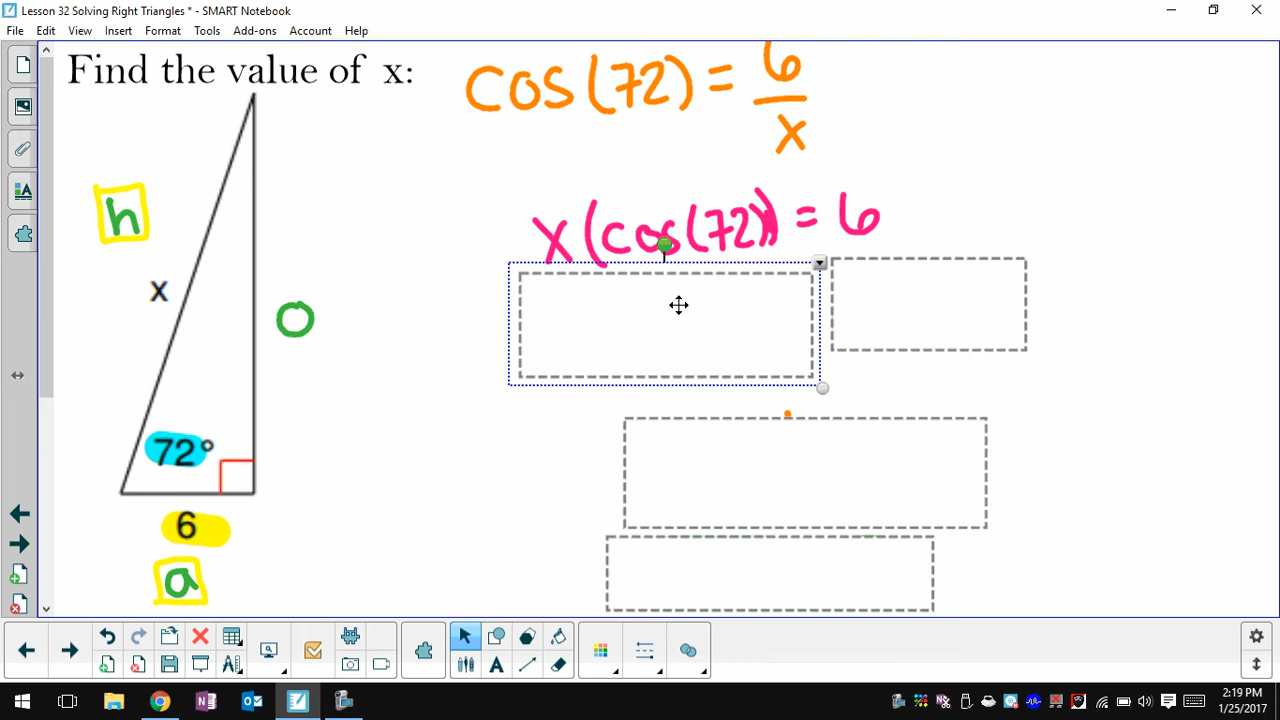 Lesson 32 Solving Right Triangles * - SMART Notebook
File Edit View Insert Format Tools Add-ons Account Help
Find the value of x:
cos(72) = 6/x
x(cos(72)) = 6
h
x
O
72°
6
a
2:19 PM
1/25/2017